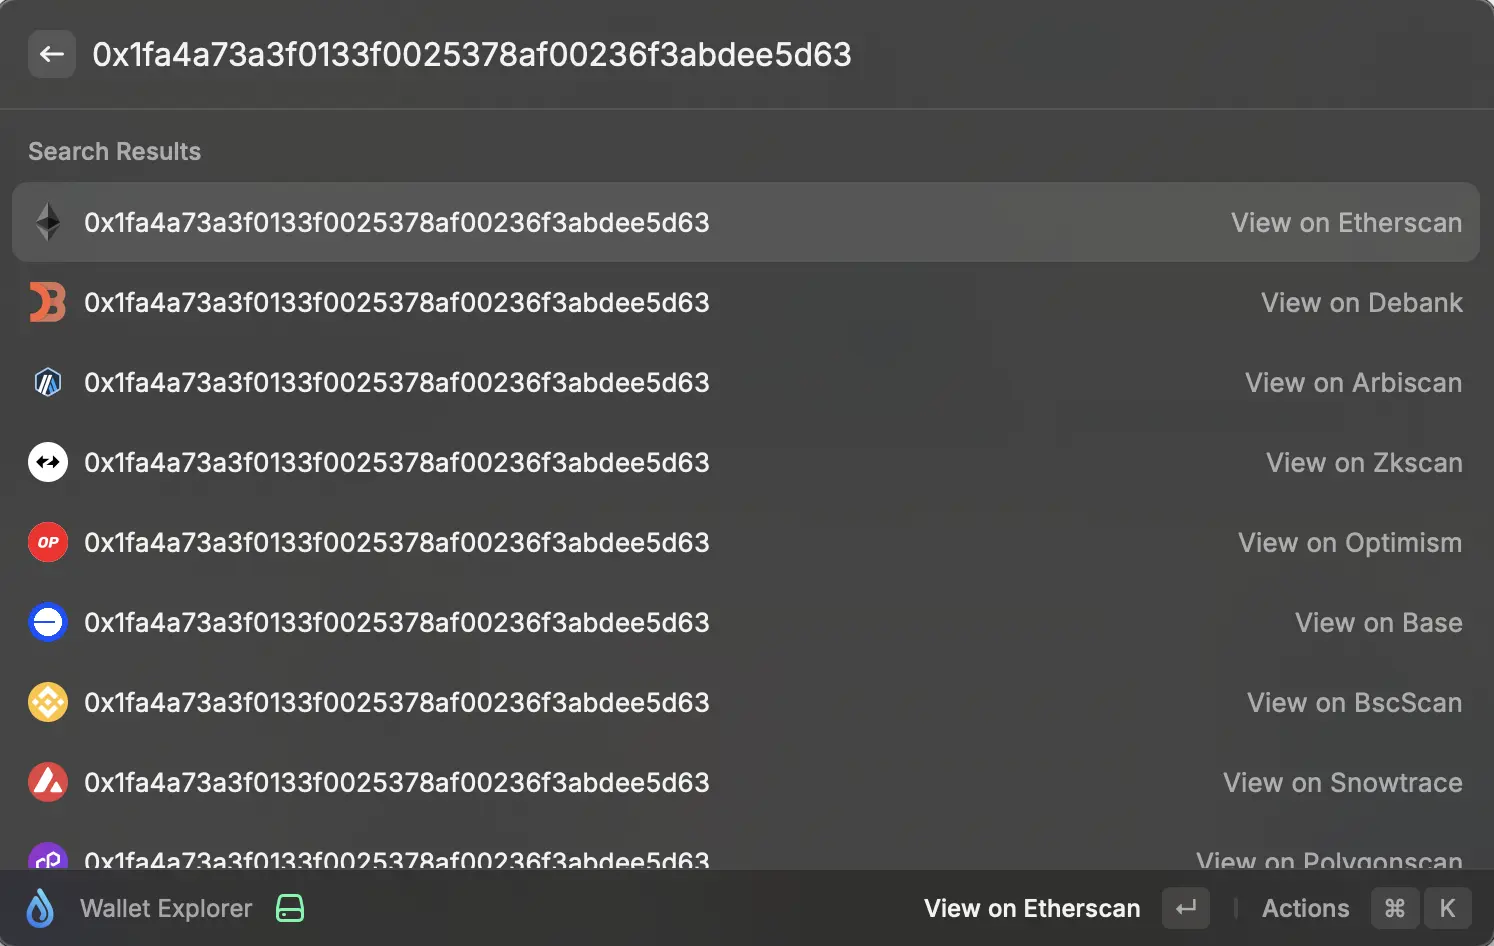 0x1fa4a73a3f0133f0025378af00236f3abdee5d63
Search Results
0x1fa4a73a3f0133f0025378af00236f3abdee5d63 View on Etherscan
0x1fa4a73a3f0133f0025378af00236f3abdee5d63 View on Debank
0x1fa4a73a3f0133f0025378af00236f3abdee5d63 View on Arbiscan
0x1fa4a73a3f0133f0025378af00236f3abdee5d63 View on Zkscan
OP 0x1fa4a73a3f0133f0025378af00236f3abdee5d63 View on Optimism
0x1fa4a73a3f0133f0025378af00236f3abdee5d63 View on Base
0x1fa4a73a3f0133f0025378af00236f3abdee5d63 View on BscScan
0x1fa4a73a3f0133f0025378af00236f3abdee5d63 View on Snowtrace
0x1fa4a73a3f0133f0025378af00236f3abdee5d63 View on Polygonscan
Wallet Explorer View on Etherscan ↵ Actions ⌘ K